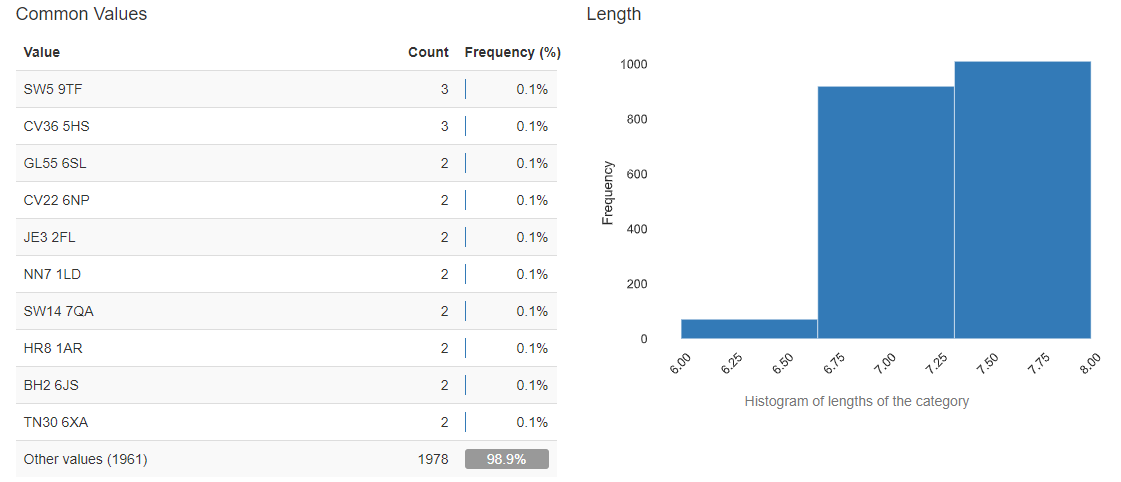 Common Values
Value Count Frequency (%)
SW5 9TF 3 0.1%
CV36 5HS 3 0.1%
GL55 6SL 2 0.1%
CV22 6NP 2 0.1%
JE3 2FL 2 0.1%
NN7 1LD 2 0.1%
SW14 7QA 2 0.1%
HR8 1AR 2 0.1%
BH2 6JS 2 0.1%
TN30 6XA 2 0.1%
Other values (1961) 1978 98.9%
Length
Frequency
1000
800
600
400
200
0
6.00 6.25 6.50 6.75 7.00 7.25 7.50 7.75 8.00
Histogram of lengths of the category